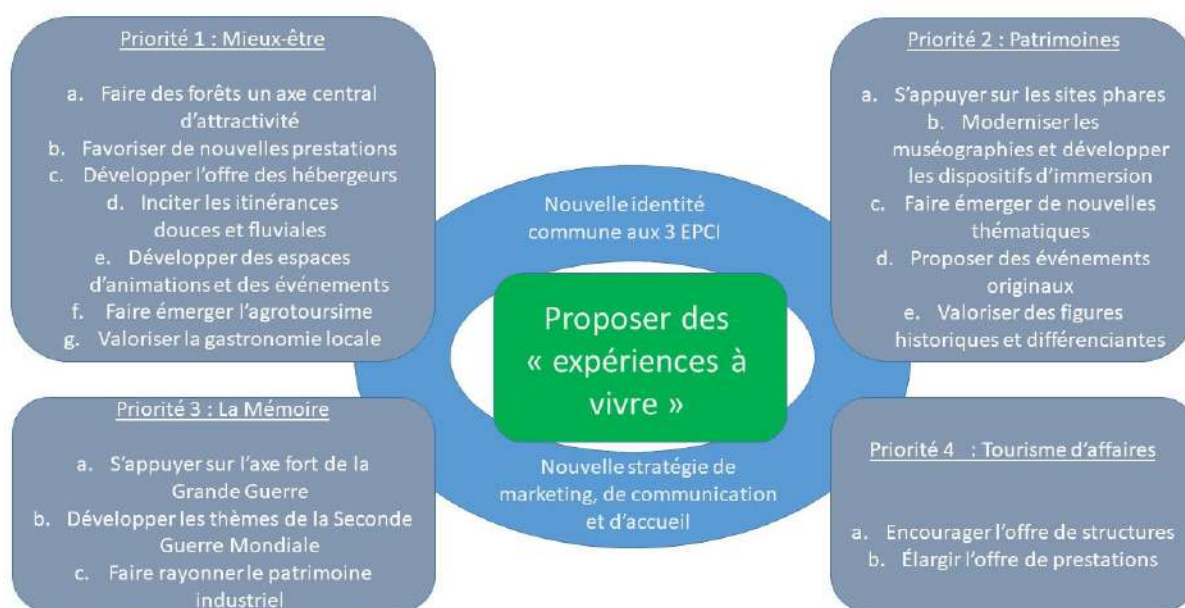 Priorité 1 : Mieux-être
a. Faire des forêts un axe central
d'attractivité
b. Favoriser de nouvelles prestations
c. Développer l'offre des hébergeurs
d. Inciter les itinérances
douces et fluviales
e. Développer des espaces
d'animations et des événements
f. Faire émerger l'agrotoursime
g. Valoriser la gastronomie locale
Priorité 2 : Patrimoines
a. S'appuyer sur les sites phares
b. Moderniser les
muséographies et développer
les dispositifs d'immersion
c. Faire émerger de nouvelles
thématiques
d. Proposer des événements
originaux
e. Valoriser des figures
historiques et différenciantes
Nouvelle identité
commune aux 3 EPCI
Proposer des
« expériences à
vivre »
Nouvelle stratégie de
marketing, de communication
et d'accueil
Priorité 3 : La Mémoire
a. S'appuyer sur l'axe fort de la
Grande Guerre
b. Développer les thèmes de la Seconde
Guerre Mondiale
c. Faire rayonner le patrimoine
industriel
Priorité 4 : Tourisme d'affaires
a. Encourager l'offre de structures
b. Élargir l'offre de prestations